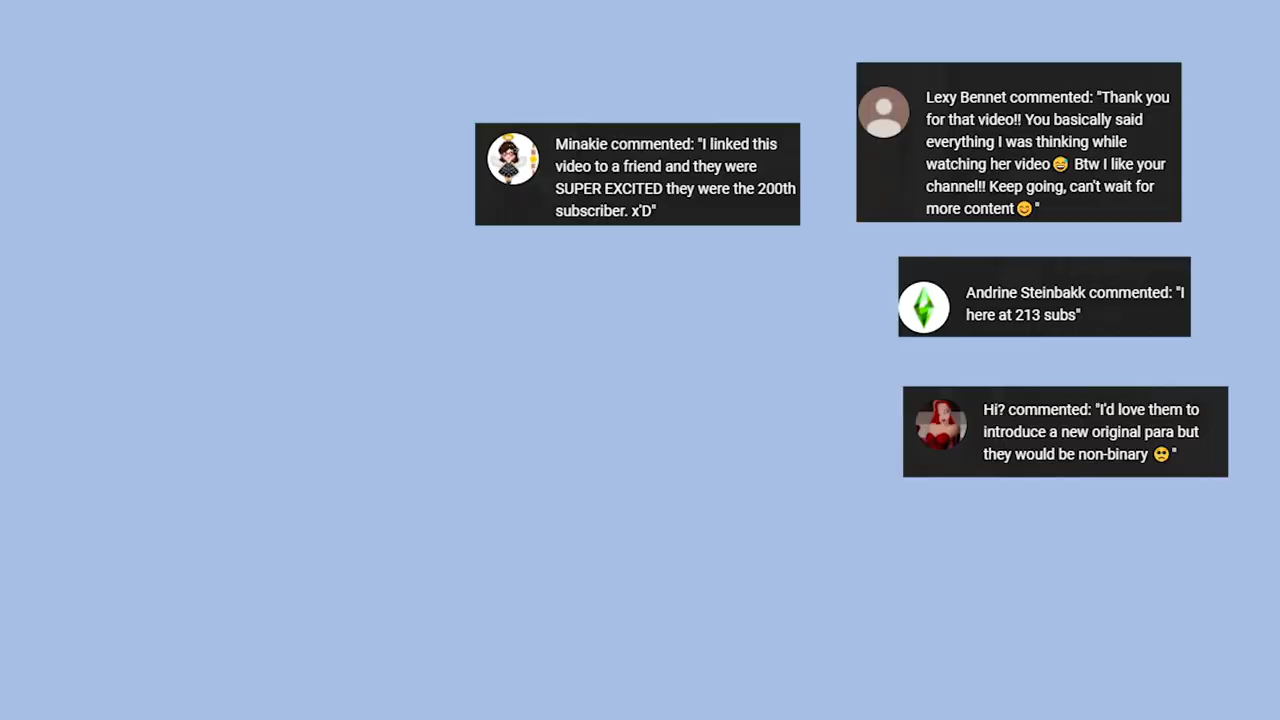 Minakie commented: "I linked this
video to a friend and they were
SUPER EXCITED they were the 200th
subscriber. x'D"
Lexy Bennet commented: "Thank you
for that video!! You basically said
everything I was thinking while
watching her video😅 Btw I like your
channel!! Keep going, can't wait for
more content😊"
Andrine Steinbakk commented: "I
here at 213 subs"
Hi? commented: "I'd love them to
introduce a new original para but
they would be non-binary 🥺"